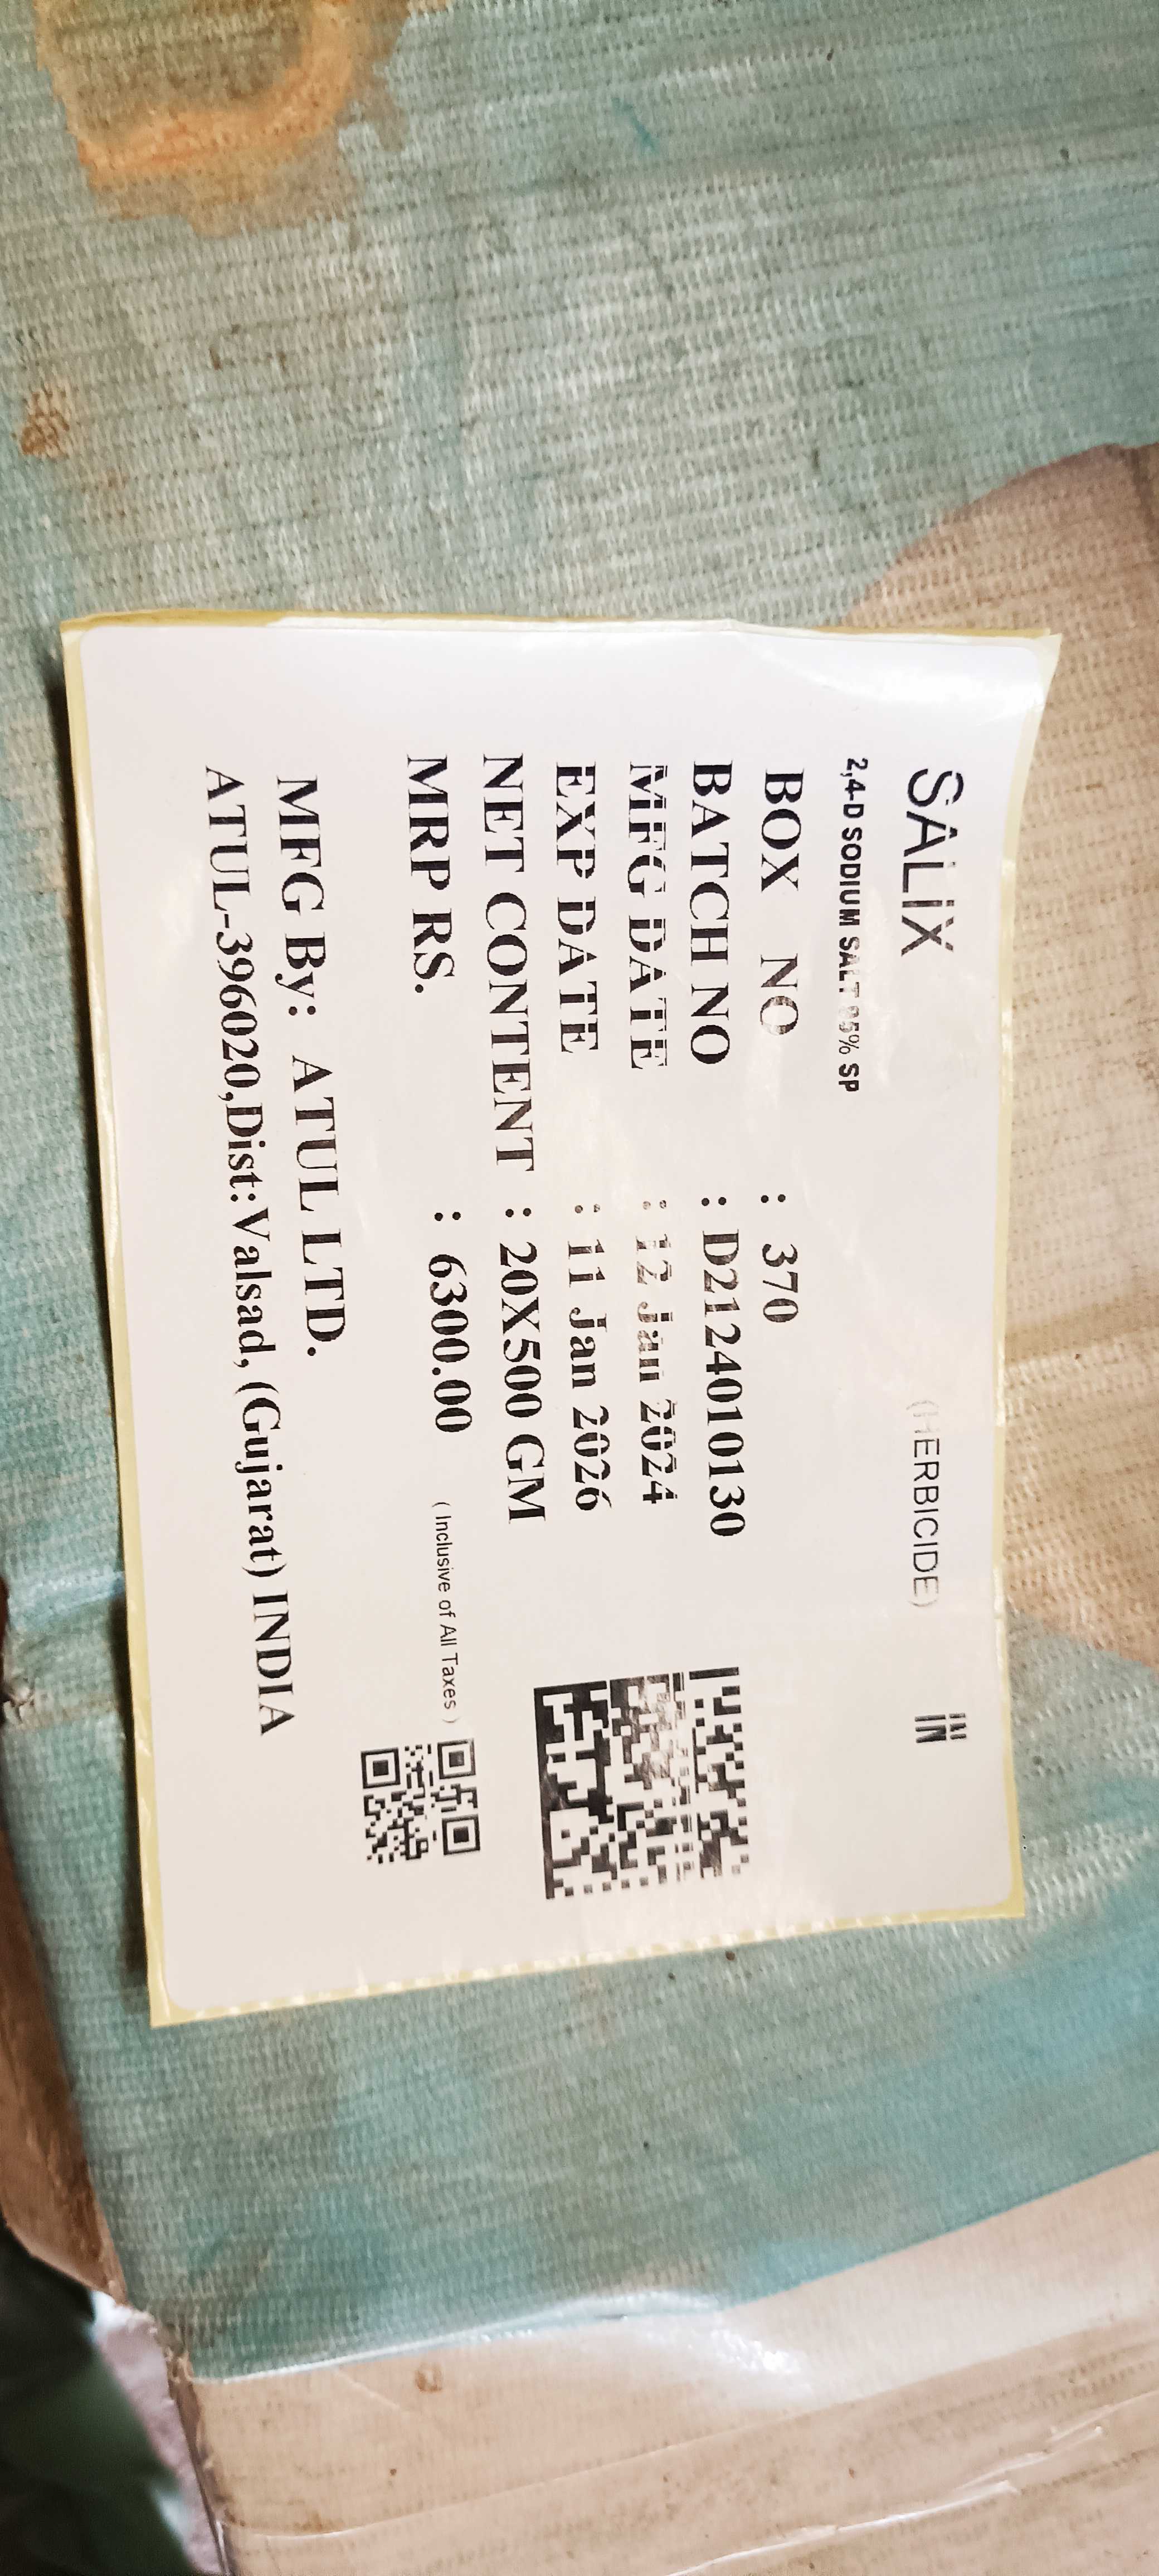 SALIX (HERBICIDE) IN
2,4-D SODIUM SALT 95% SP
BOX NO : 370
BATCH NO : D2124010130
MFG DATE : 12 Jan 2024
EXP DATE : 11 Jan 2026
NET CONTENT : 20X500 GM
MRP RS. : 6300.00 ( Inclusive of All Taxes )
MFG By: ATUL LTD.
ATUL-396020,Dist:Valsad, (Gujarat) INDIA